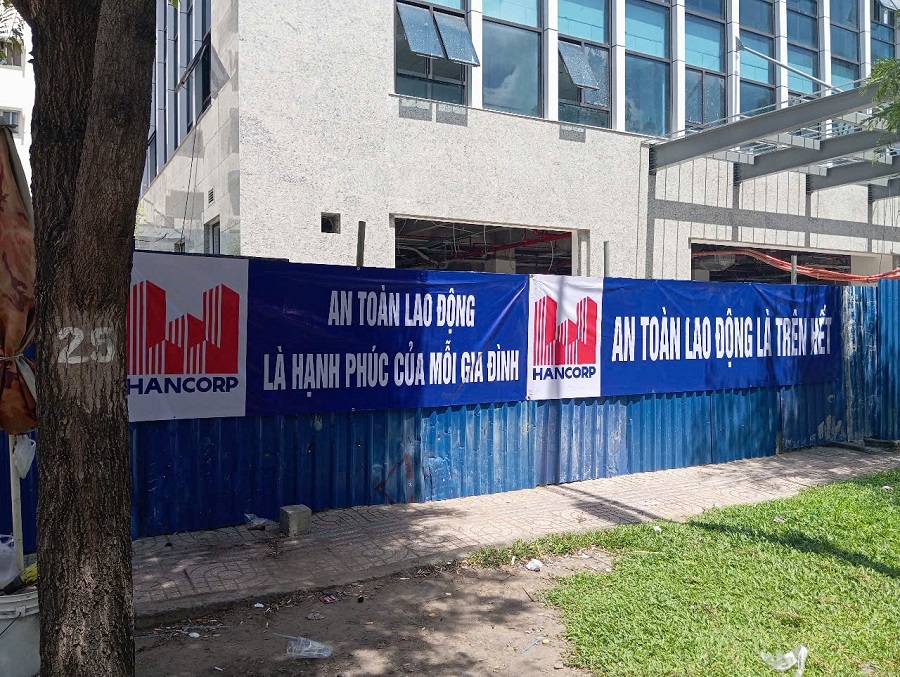 25
HANCORP
AN TOÀN LAO ĐỘNG
LÀ HẠNH PHÚC CỦA MỖI GIA ĐÌNH
HANCORP
AN TOÀN LAO ĐỘNG LÀ TRÊN HẾT